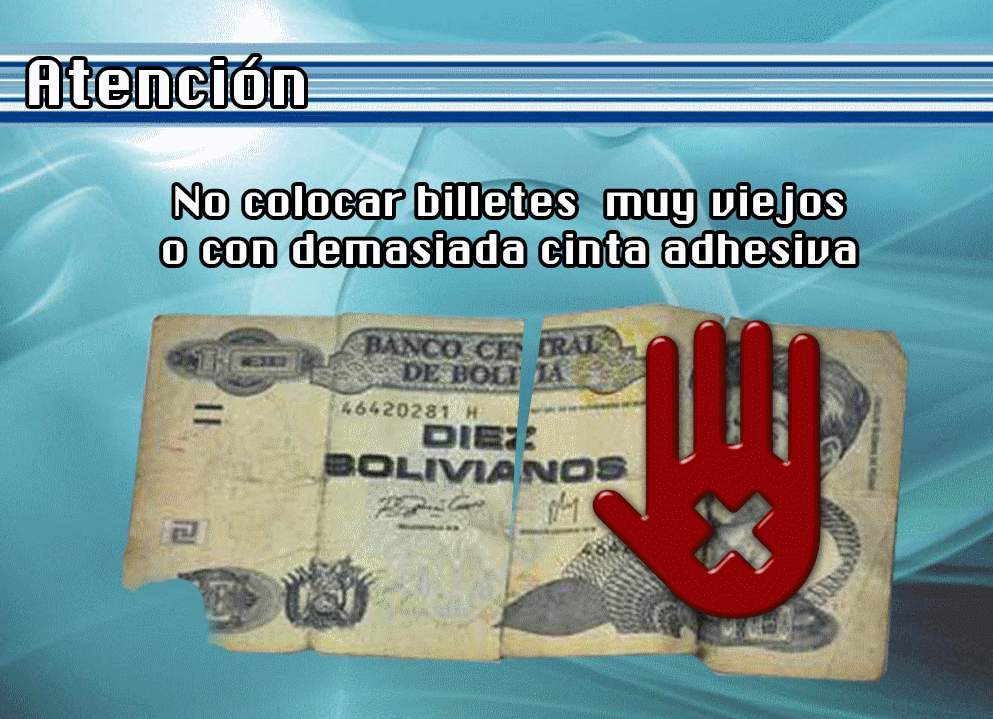 Atención
No colocar billetes muy viejos
o con demasiada cinta adhesiva
BANCO CENTRAL
DE BOLIVIA
46420281 H
DIEZ
BOLIVIANOS